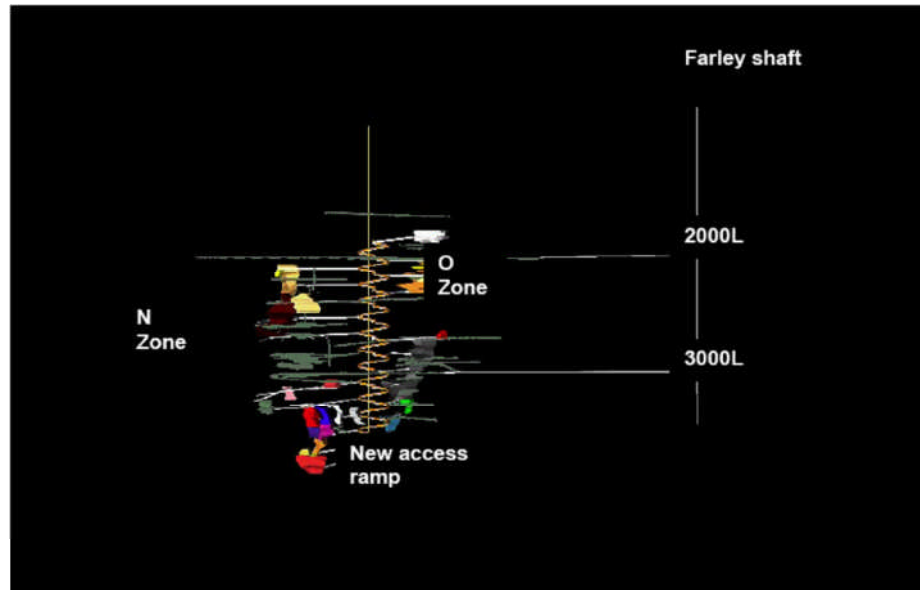 Farley shaft
2000L
O
Zone
N
Zone
3000L
New access
ramp